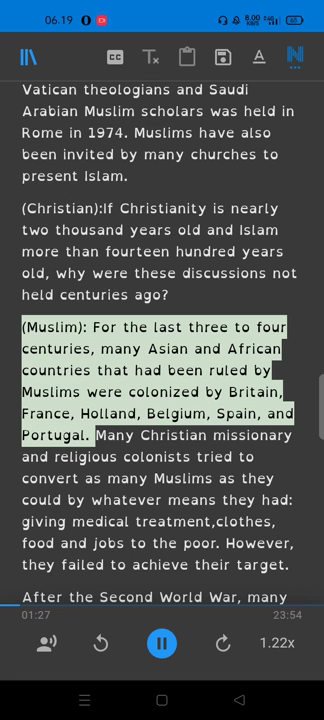 06.19
8.00 KB/S
65
CC
Vatican theologians and Saudi
Arabian Muslim scholars was held in
Rome in 1974. Muslims have also
been invited by many churches to
present Islam.
(Christian):If Christianity is nearly
two thousand years old and Islam
more than fourteen hundred years
old, why were these discussions not
held centuries ago?
(Muslim): For the last three to four
centuries, many Asian and African
countries that had been ruled by
Muslims were colonized by Britain,
France, Holland, Belgium, Spain, and
Portugal. Many Christian missionary
and religious colonists tried to
convert as many Muslims as they
could by whatever means they had:
giving medical treatment,clothes,
food and jobs to the poor. However,
they failed to achieve their target.
After the Second World War, many
01:27
23:54
1.22x